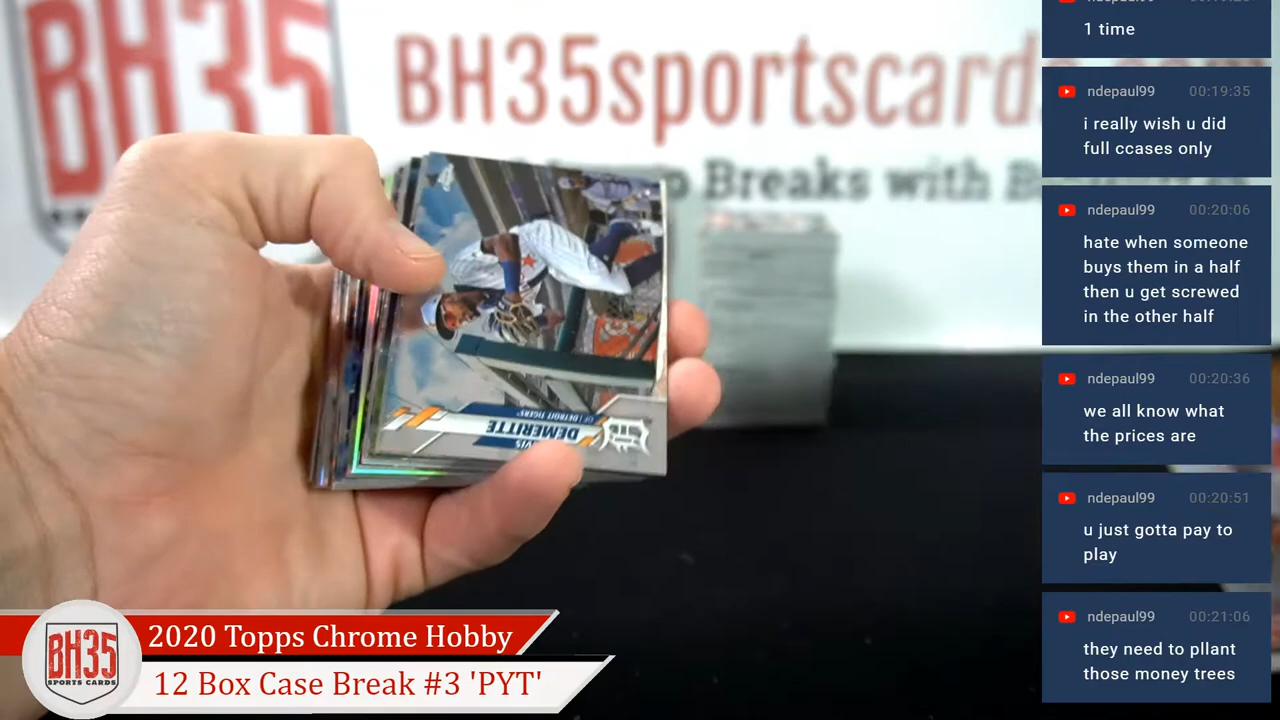 BH35
BH35sportscards
Breaks with
DEMERITTE
OF | DETROIT TIGERS®
1 time
ndepaul99 00:19:35
i really wish u did
full ccases only
ndepaul99 00:20:06
hate when someone
buys them in a half
then u get screwed
in the other half
ndepaul99 00:20:36
we all know what
the prices are
ndepaul99 00:20:51
u just gotta pay to
play
ndepaul99 00:21:06
they need to pllant
those money trees
BH35
SPORTS CARDS
2020 Topps Chrome Hobby
12 Box Case Break #3 'PYT'